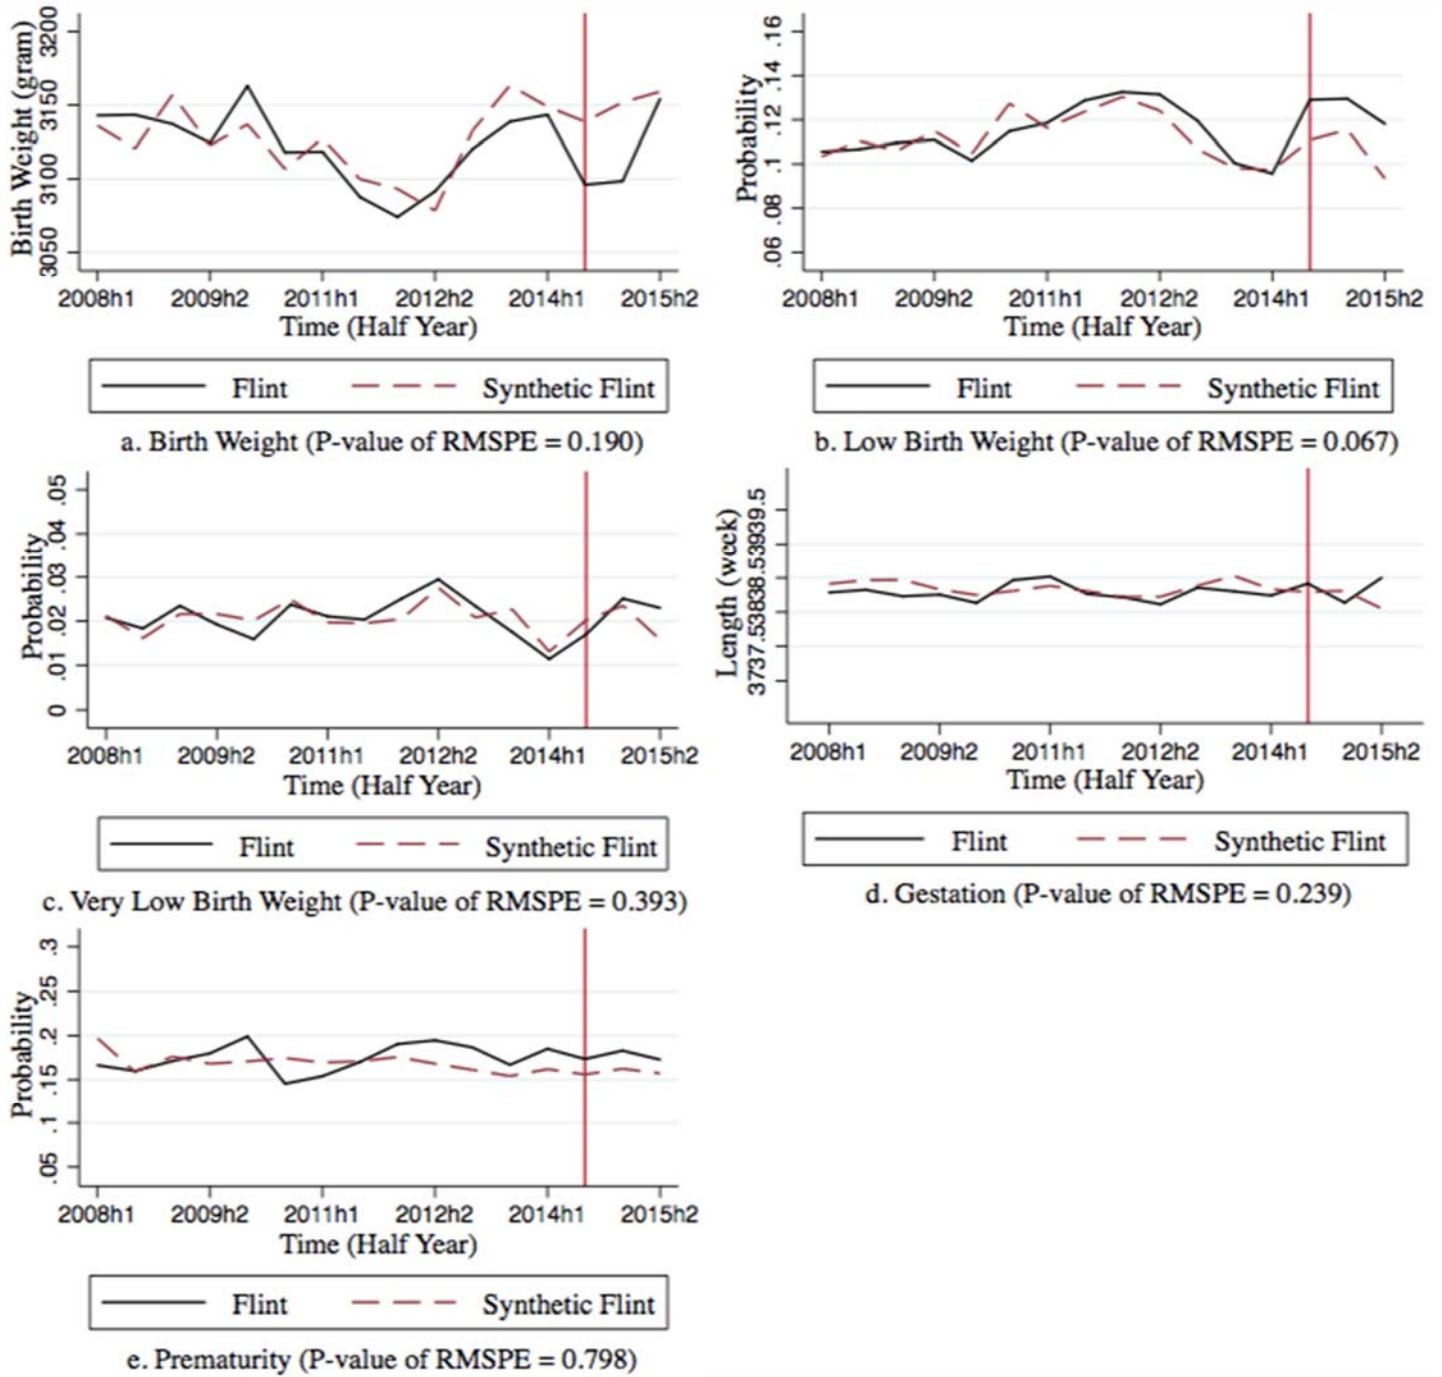 Birth Weight (gram)
3200
3150
3100
3050
2008h1 2009h2 2011h1 2012h2 2014h1 2015h2
Time (Half Year)
Flint Synthetic Flint
a. Birth Weight (P-value of RMSPE = 0.190)
Probability
.16
.14
.12
.1
.08
.06
2008h1 2009h2 2011h1 2012h2 2014h1 2015h2
Time (Half Year)
Flint Synthetic Flint
b. Low Birth Weight (P-value of RMSPE = 0.067)
Probability
.05
.04
.03
.02
.01
0
2008h1 2009h2 2011h1 2012h2 2014h1 2015h2
Time (Half Year)
Flint Synthetic Flint
c. Very Low Birth Weight (P-value of RMSPE = 0.393)
Length (week)
3737.53838.53939.5
2008h1 2009h2 2011h1 2012h2 2014h1 2015h2
Time (Half Year)
Flint Synthetic Flint
d. Gestation (P-value of RMSPE = 0.239)
Probability
.3
.25
.2
.15
.1
.05
2008h1 2009h2 2011h1 2012h2 2014h1 2015h2
Time (Half Year)
Flint Synthetic Flint
e. Prematurity (P-value of RMSPE = 0.798)